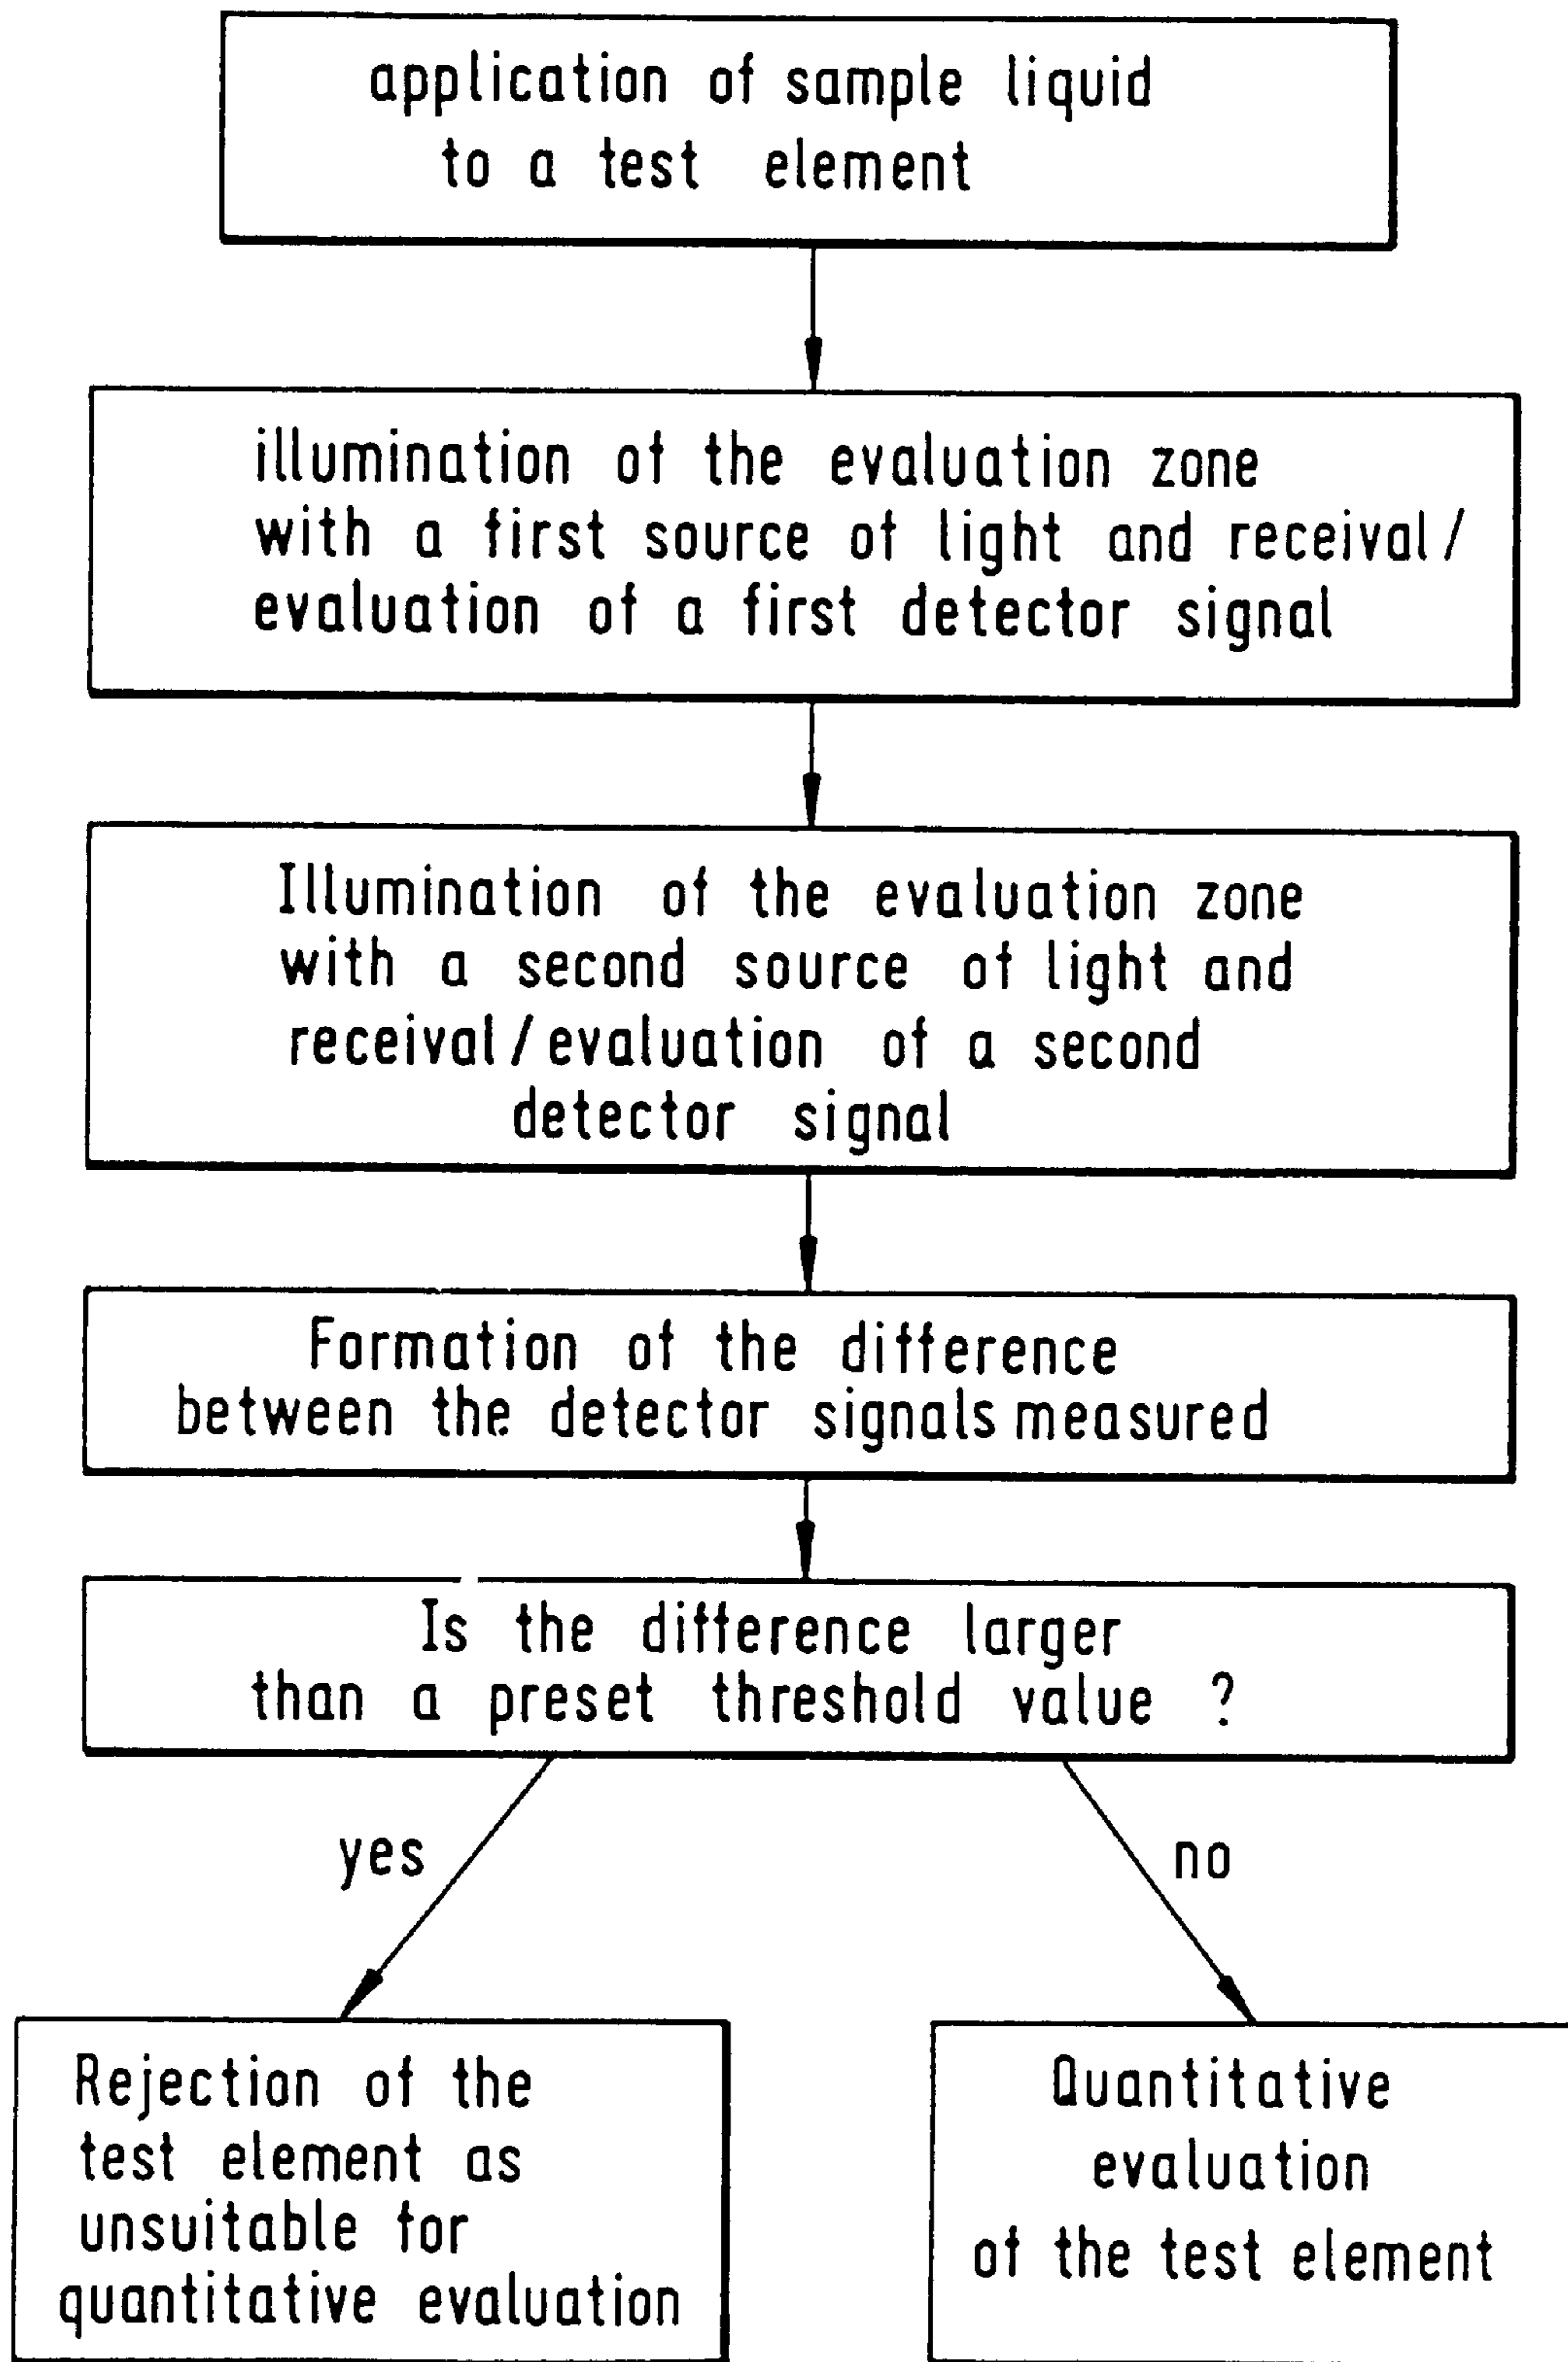 application of sample liquid
to a test element
illumination of the evaluation zone
with a first source of light and receival/
evaluation of a first detector signal
Illumination of the evaluation zone
with a second source of light and
receival/evaluation of a second
detector signal
Formation of the difference
between the detector signals measured
Is the difference larger
than a preset threshold value ?
yes
no
Rejection of the
test element as
unsuitable for
quantitative evaluation
Quantitative
evaluation
of the test element